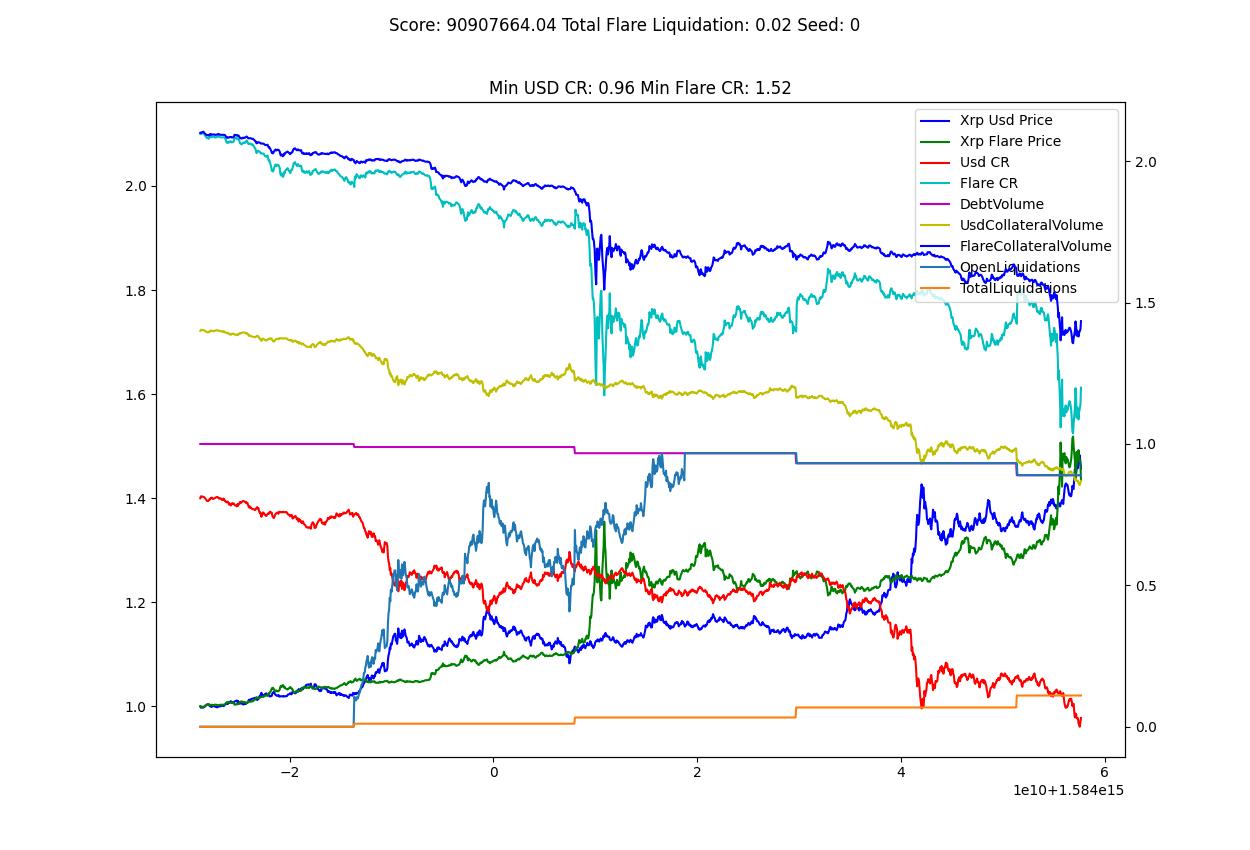 Score: 90907664.04 Total Flare Liquidation: 0.02 Seed: 0
Min USD CR: 0.96 Min Flare CR: 1.52
Xrp Usd Price
Xrp Flare Price
Usd CR
Flare CR
DebtVolume
UsdCollateralVolume
FlareCollateralVolume
OpenLiquidations
TotalLiquidations
2.0
1.8
1.6
1.4
1.2
1.0
2.0
1.5
1.0
0.5
0.0
−2
0
2
4
6
1e10+1.584e15